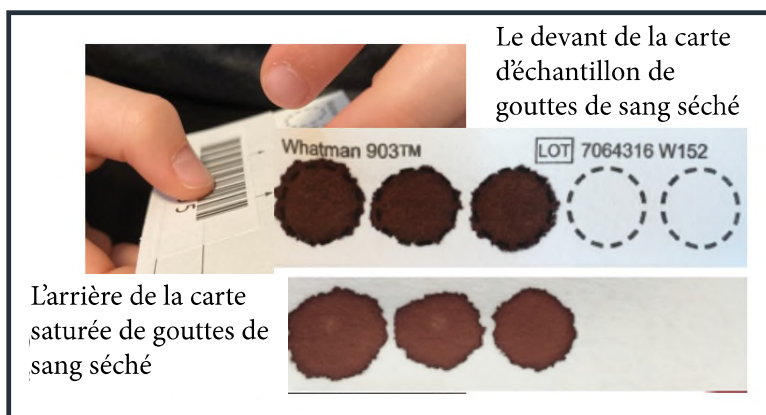 Le devant de la carte
d'échantillon de
gouttes de sang séché
Whatman 903™
LOT 7064316 W152
L'arrière de la carte
saturée de gouttes de
sang séché